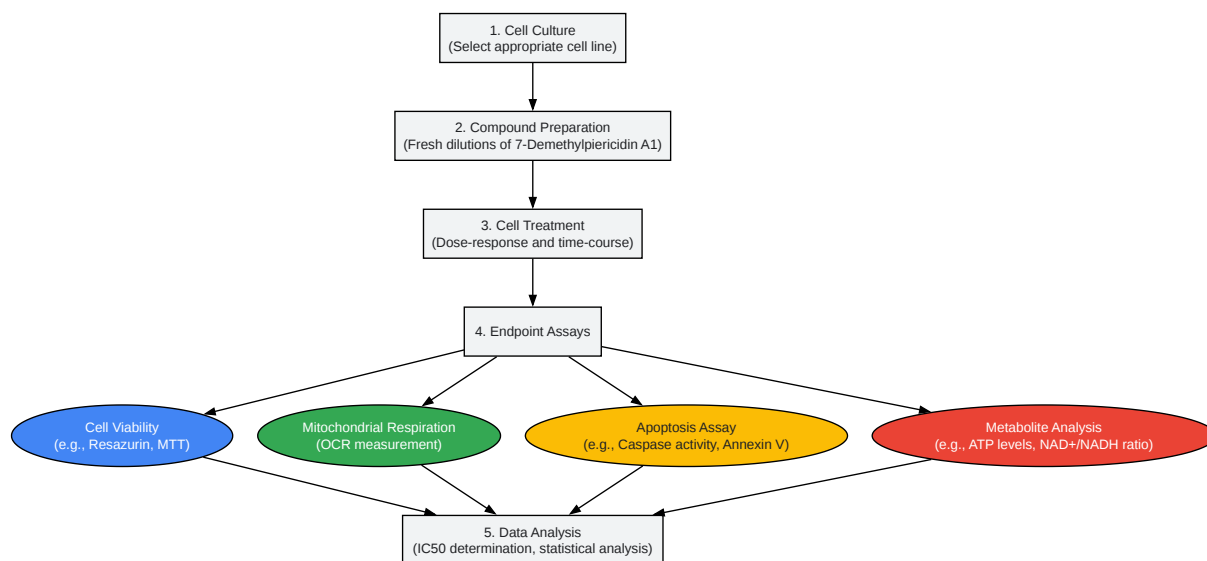 1. Cell Culture
(Select appropriate cell line)
2. Compound Preparation
(Fresh dilutions of 7-Demethylpiericidin A1)
3. Cell Treatment
(Dose-response and time-course)
4. Endpoint Assays
Cell Viability
(e.g., Resazurin, MTT)
Mitochondrial Respiration
(OCR measurement)
Apoptosis Assay
(e.g., Caspase activity, Annexin V)
Metabolite Analysis
(e.g., ATP levels, NAD+/NADH ratio)
5. Data Analysis
(IC50 determination, statistical analysis)